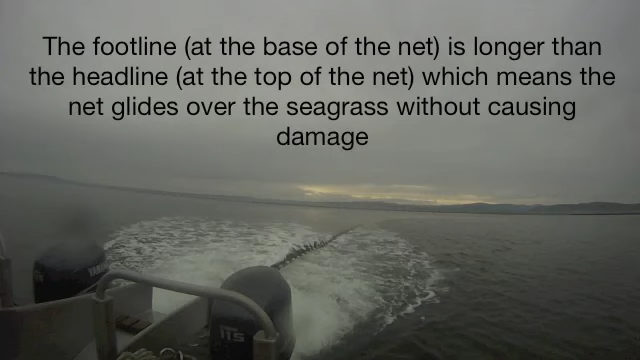 The footline (at the base of the net) is longer than
the headline (at the top of the net) which means the
net glides over the seagrass without causing
damage
115